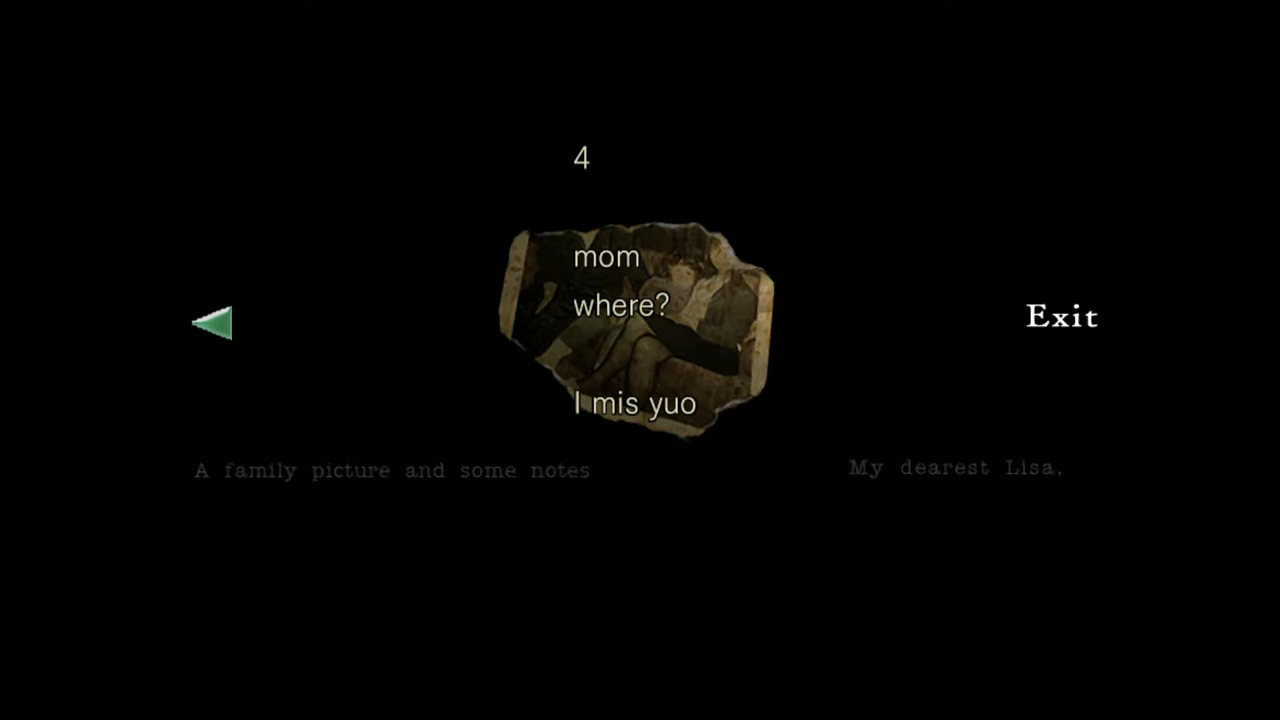 4
mom
where?
Exit
I mis yuo
A family picture and some notes
My dearest Lisa,